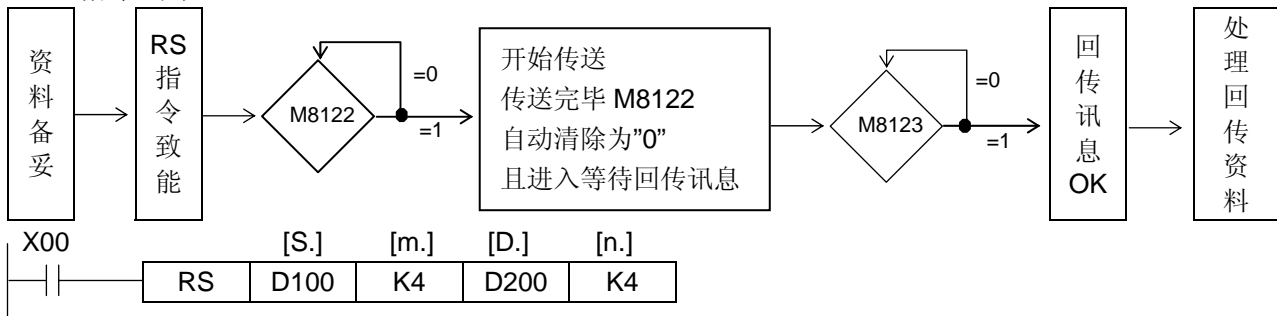 资料备妥
RS指令致能
M8122
=0
=1
开始传送
传送完毕 M8122
自动清除为”0”
且进入等待回传讯息
M8123
=0
=1
回传讯息OK
处理回传资料
X00
[S.] [m.] [D.] [n.]
RS D100 K4 D200 K4